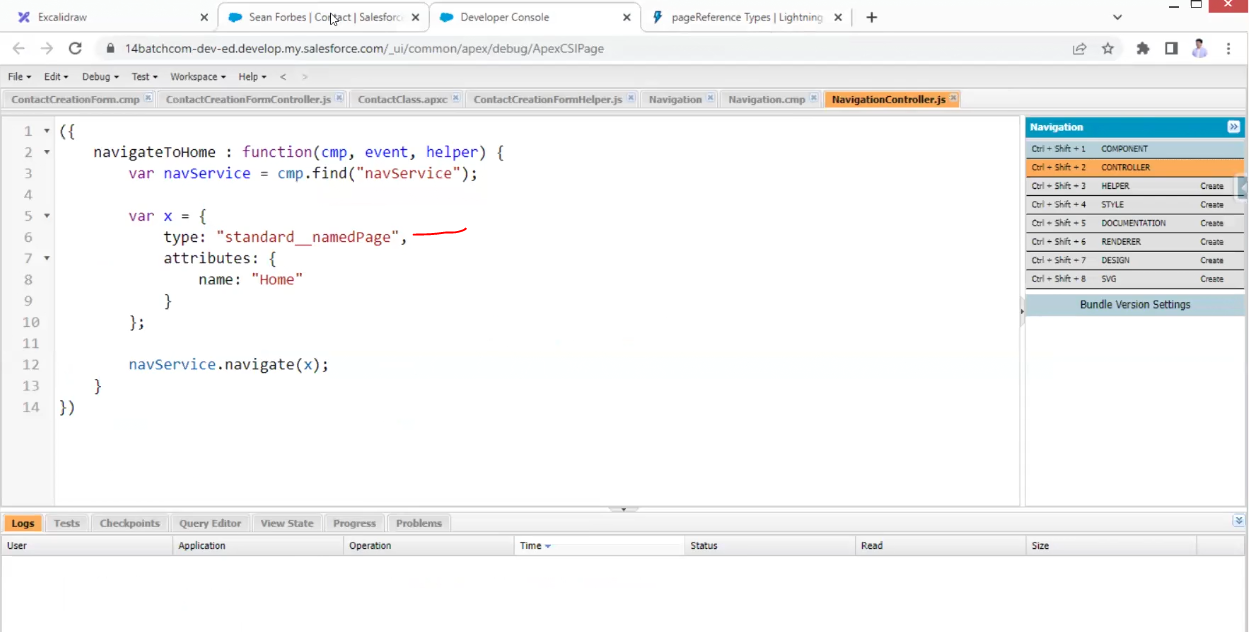 Excalidraw
Sean Forbes | Contact | Salesforc
Developer Console
pageReference Types | Lightning
14batchcom-dev-ed.develop.my.salesforce.com/_ui/common/apex/debug/ApexCSIPage
File Edit Debug Test Workspace Help < >
ContactCreationForm.cmp ContactCreationFormController.js ContactClass.apxc ContactCreationFormHelper.js Navigation Navigation.cmp NavigationController.js
1 ({
2 navigateToHome : function(cmp, event, helper) {
3 var navService = cmp.find("navService");
4
5 var x = {
6 type: "standard__namedPage",
7 attributes: {
8 name: "Home"
9 }
10 };
11
12 navService.navigate(x);
13 }
14 })
Navigation
Ctrl + Shift + 1 COMPONENT
Ctrl + Shift + 2 CONTROLLER
Ctrl + Shift + 3 HELPER Create
Ctrl + Shift + 4 STYLE Create
Ctrl + Shift + 5 DOCUMENTATION Create
Ctrl + Shift + 6 RENDERER Create
Ctrl + Shift + 7 DESIGN Create
Ctrl + Shift + 8 SVG Create
Bundle Version Settings
Logs Tests Checkpoints Query Editor View State Progress Problems
User Application Operation Time Status Read Size